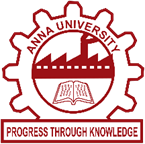 ANNA UNIVERSITY
PROGRESS THROUGH KNOWLEDGE